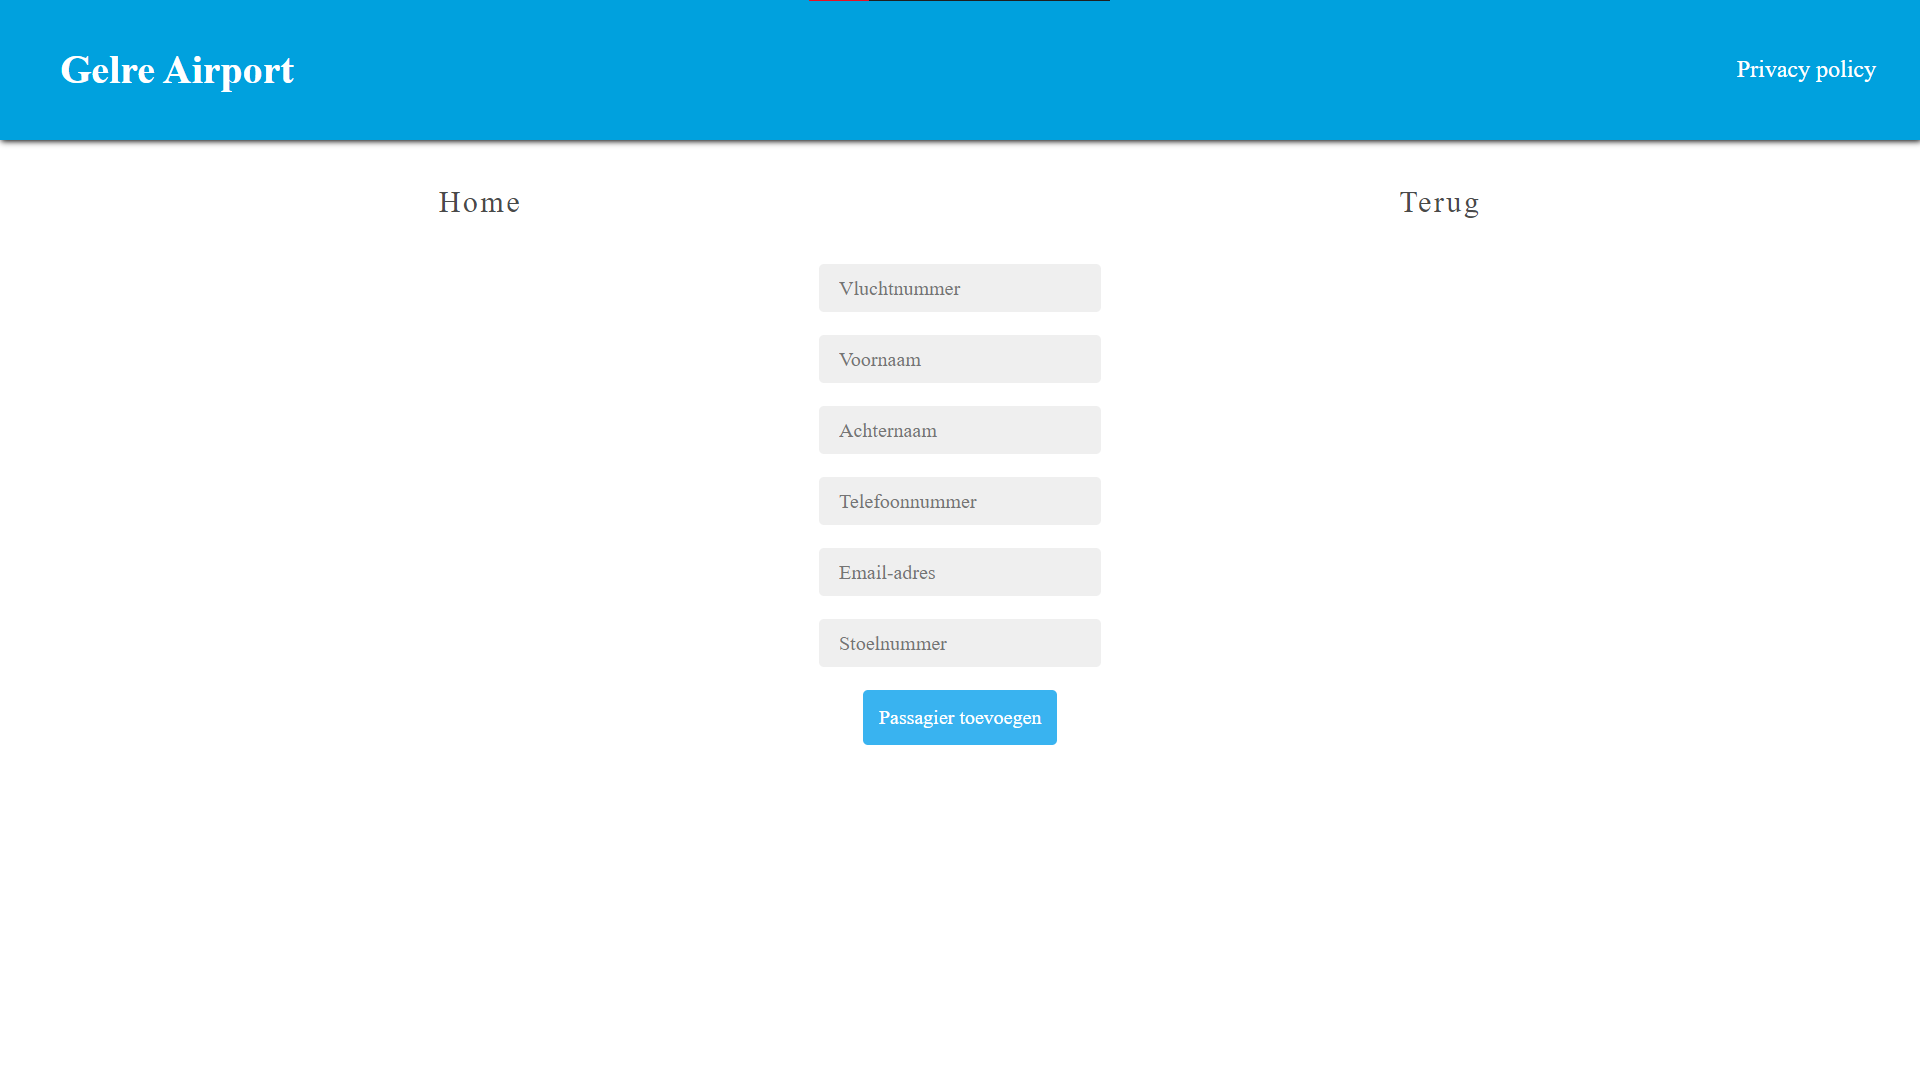 Gelre Airport
Privacy policy
Home
Terug
Vluchtnummer
Voornaam
Achternaam
Telefoonnummer
Email-adres
Stoelnummer
Passagier toevoegen